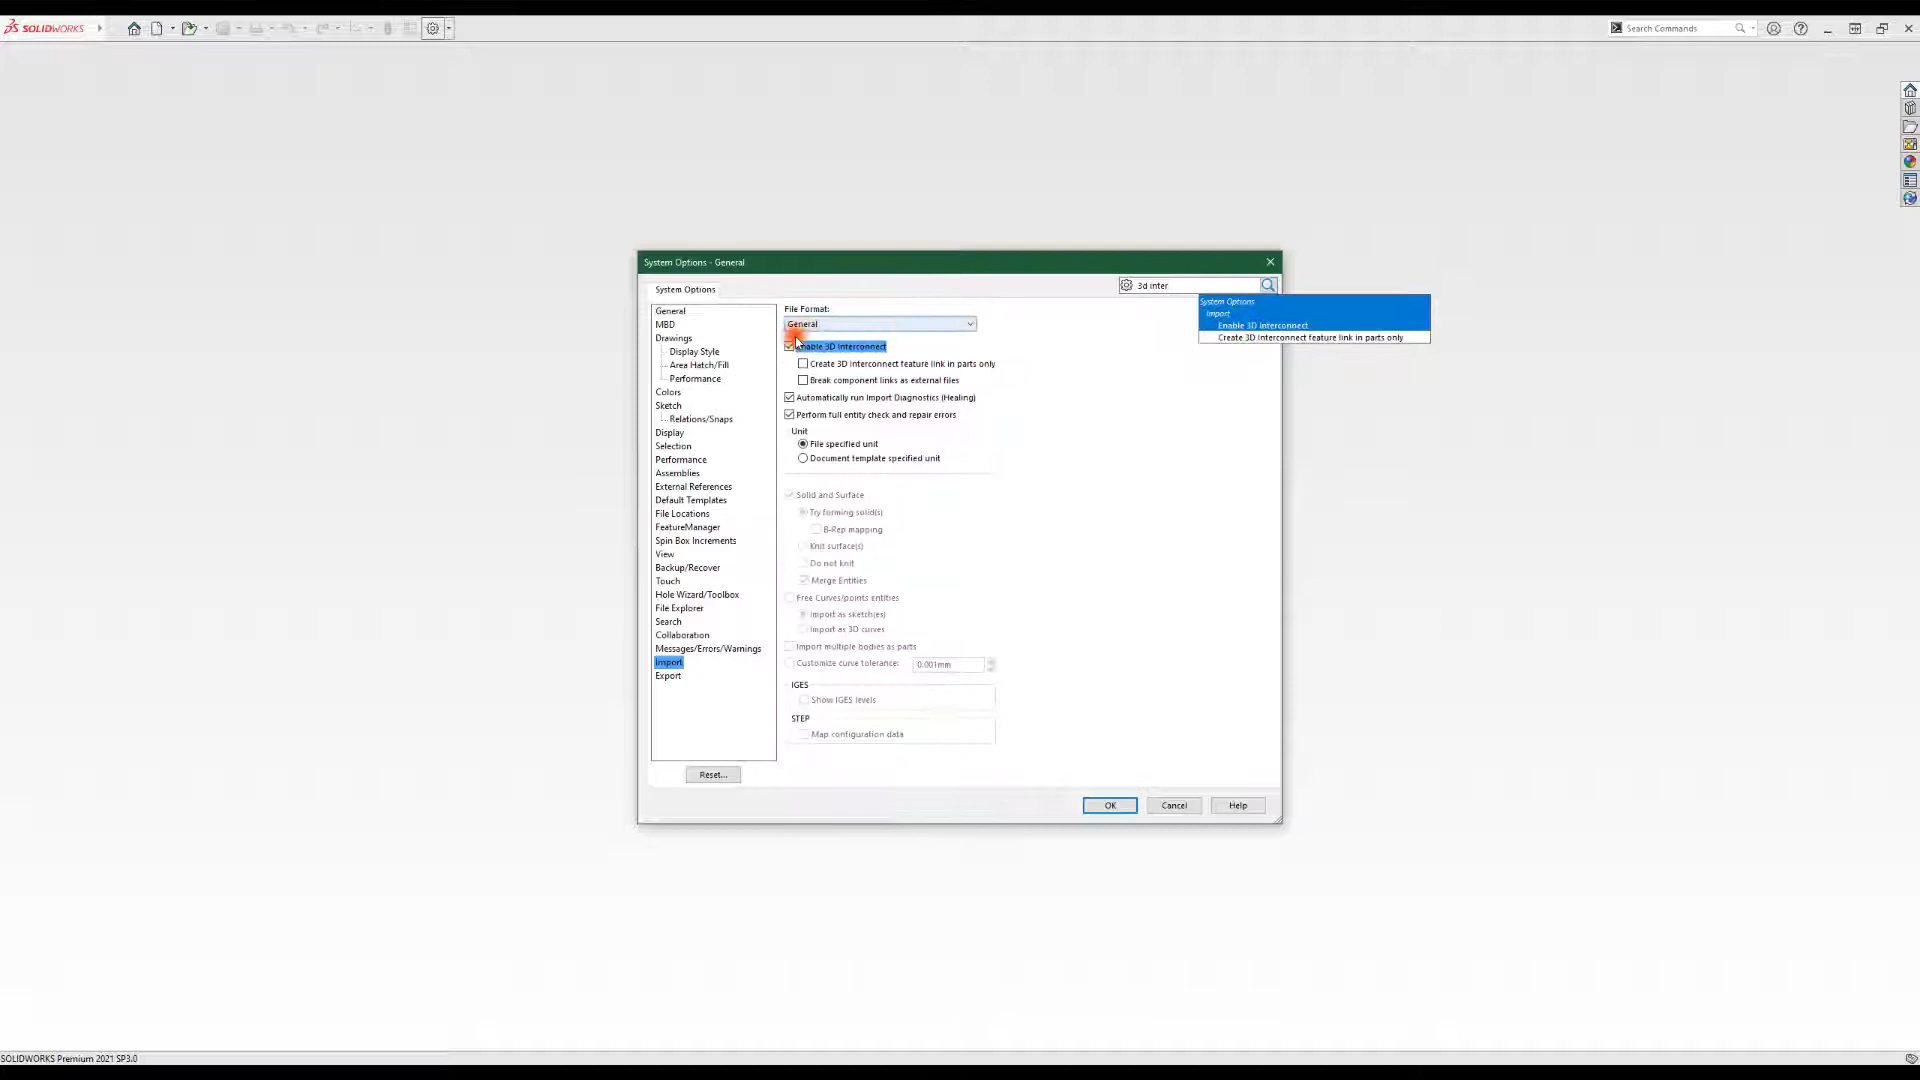 SOLIDWORKS
Search Commands
System Options - General
System Options
3d inter
System Options
Import
Enable 3D Interconnect
Create 3D Interconnect feature link in parts only
General
MBD
Drawings
Display Style
Area Hatch/Fill
Performance
Colors
Sketch
Relations/Snaps
Display
Selection
Performance
Assemblies
External References
Default Templates
File Locations
FeatureManager
Spin Box Increments
View
Backup/Recover
Touch
Hole Wizard/Toolbox
File Explorer
Search
Collaboration
Messages/Errors/Warnings
Import
Export
Reset...
File Format:
General
Enable 3D Interconnect
Create 3D Interconnect feature link in parts only
Break component links as external files
Automatically run Import Diagnostics (Healing)
Perform full entity check and repair errors
Unit
File specified unit
Document template specified unit
Solid and Surface
Try forming solid(s)
B-Rep mapping
Knit surface(s)
Do not knit
Merge Entities
Free Curves/points entities
Import as sketch(es)
Import as 3D curves
Import multiple bodies as parts
Customize curve tolerance: 0.001mm
IGES
Show IGES levels
STEP
Map configuration data
OK Cancel Help
SOLIDWORKS Premium 2021 SP3.0